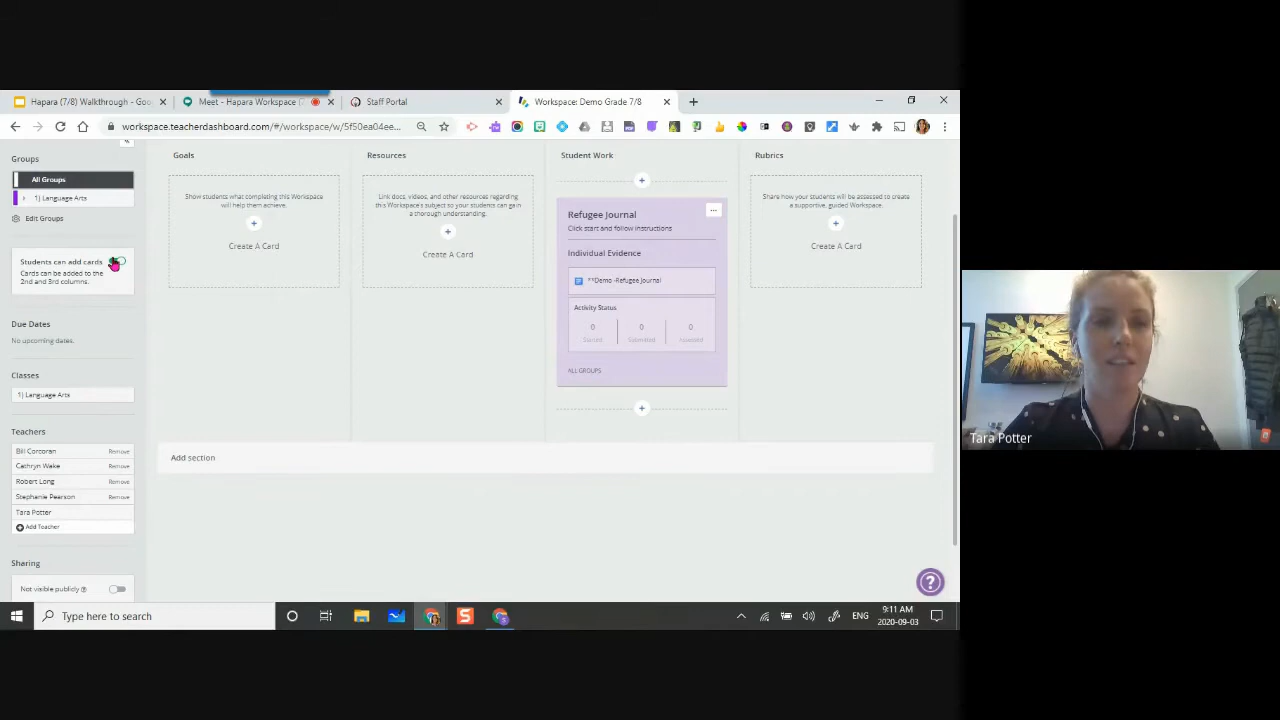 Hapara (7/8) Walkthrough - Goo
Meet - Hapara Workspace (
Staff Portal
Workspace: Demo Grade 7/8
workspace.teacherdashboard.com/#/workspace/w/5f50ea04ee...
Groups
All Groups
1) Language Arts
Edit Groups
Students can add cards
Cards can be added to the
2nd and 3rd columns.
Due Dates
No upcoming dates.
Classes
1) Language Arts
Teachers
Bill Corcoran Remove
Cathryn Wake Remove
Robert Long Remove
Stephanie Pearson Remove
Tara Potter
Add Teacher
Sharing
Not visible publicly
Goals
Show students what completing this Workspace
will help them achieve.
Create A Card
Resources
Link docs, videos, and other resources regarding
this Workspace's subject so your students can gain
a thorough understanding.
Create A Card
Student Work
Refugee Journal
Click start and follow instructions
Individual Evidence
**Demo -Refugee Journal
Activity Status
0 0 0
Started Submitted
ALL GROUPS
Rubrics
Share how your students will be assessed to create
a supportive, guided Workspace.
Create A Card
Add section
Tara Potter
Type here to search
ENG
9:11 AM
2020-09-03